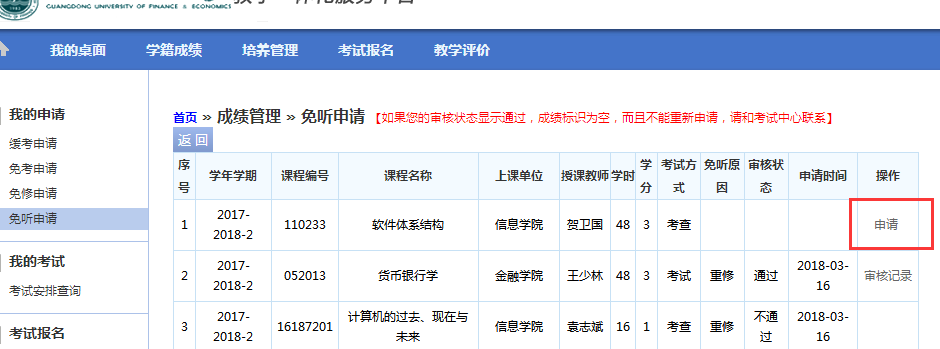 GUANGDONG UNIVERSITY OF FINANCE & ECONOMICS
我的桌面 学籍成绩 培养管理 考试报名 教学评价
我的申请
缓考申请
免考申请
免修申请
免听申请
我的考试
考试安排查询
考试报名
首页 » 成绩管理 » 免听申请 【如果您的审核状态显示通过，成绩标识为空，而且不能重新申请，请和考试中心联系】
返 回
序号 学年学期 课程编号 课程名称 上课单位 授课教师 学时 学分 考试方式 免听原因 审核状态 申请时间 操作
1 2017-2018-2 110233 软件体系结构 信息学院 贺卫国 48 3 考查 申请
2 2017-2018-2 052013 货币银行学 金融学院 王少林 48 3 考试 重修 通过 2018-03-16 审核记录
3 2017-2018-2 16187201 计算机的过去、现在与未来 信息学院 袁志斌 16 1 考查 重修 不通过 2018-03-16